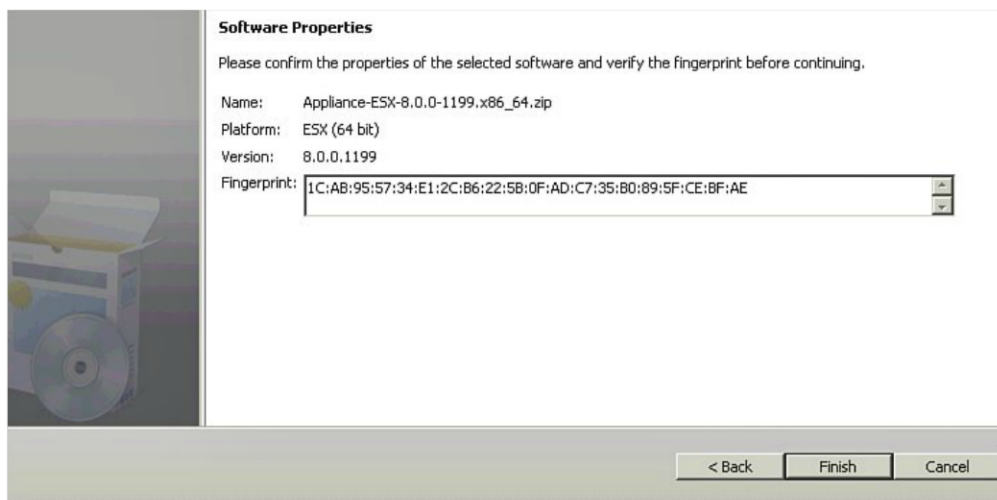 Software Properties
Please confirm the properties of the selected software and verify the fingerprint before continuing.
Name: Appliance-ESX-8.0.0-1199.x86_64.zip
Platform: ESX (64 bit)
Version: 8.0.0.1199
Fingerprint: 1C:AB:95:57:34:E1:2C:B6:22:5B:0F:AD:C7:35:B0:89:5F:CE:BF:AE
< Back Finish Cancel